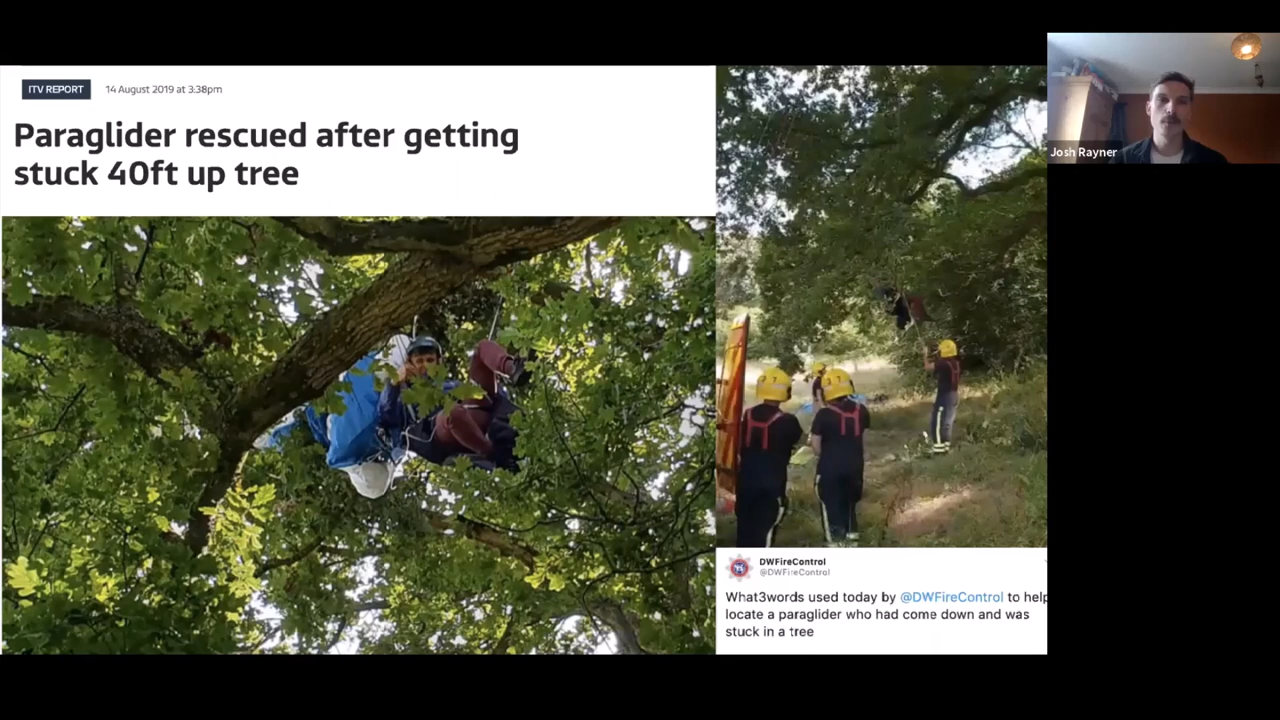 ITV REPORT
14 August 2019 at 3:38pm
Paraglider rescued after getting
stuck 40ft up tree
Josh Rayner
DWFireControl
@DWFireControl
What3words used today by @DWFireControl to help
locate a paraglider who had come down and was
stuck in a tree